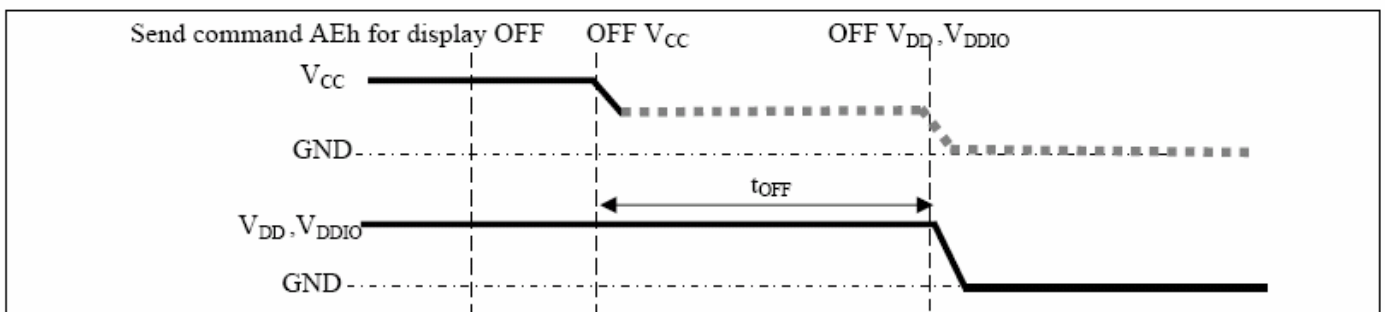 Send command AEh for display OFF OFF VCC OFF VDD ,VDDIO
VCC
GND
tOFF
VDD ,VDDIO
GND